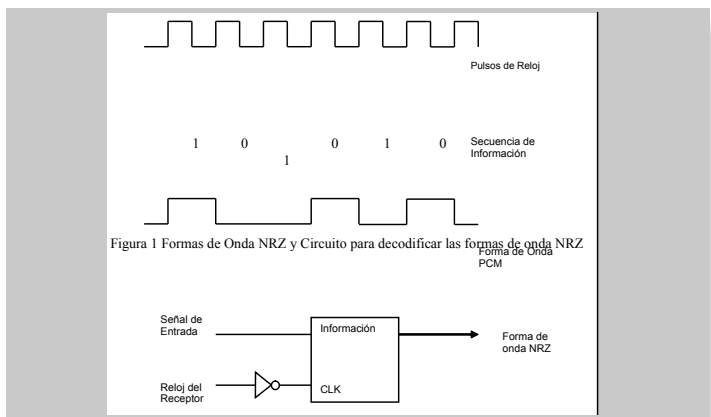 Pulsos de Reloj
1 0 0 1 0
1
Secuencia de
Información
Figura 1 Formas de Onda NRZ y Circuito para decodificar las formas de onda NRZ
Forma de Onda
PCM
Señal de
Entrada
Información
Forma de
onda NRZ
Reloj del
Receptor
CLK